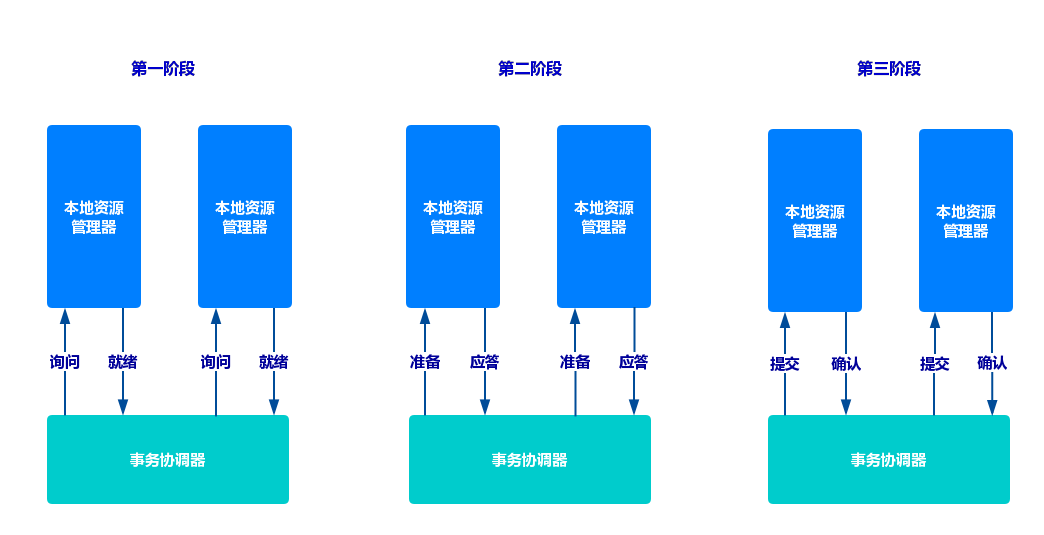 第一阶段
第二阶段
第三阶段
本地资源
管理器
本地资源
管理器
本地资源
管理器
本地资源
管理器
本地资源
管理器
本地资源
管理器
询问
就绪
询问
就绪
准备
应答
准备
应答
提交
确认
提交
确认
事务协调器
事务协调器
事务协调器